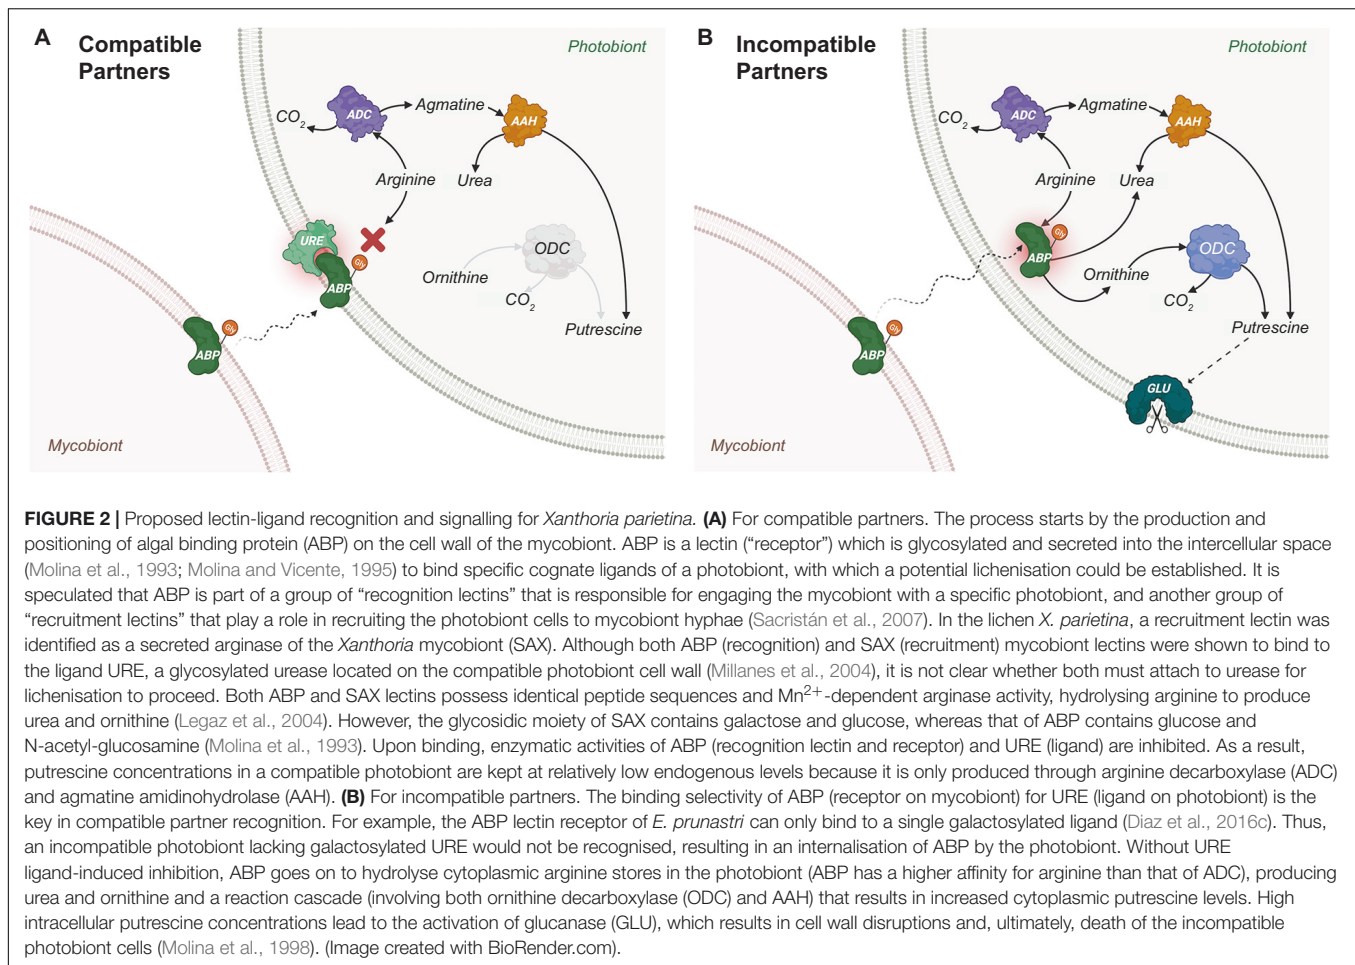 A
Compatible
Partners
Photobiont
CO2
ADC
Agmatine
AAH
Arginine
Urea
URE
Gly
ABP
Ornithine
ODC
CO2
Putrescine
Gly
ABP
Mycobiont
B
Incompatible
Partners
Photobiont
CO2
ADC
Agmatine
AAH
Arginine
Urea
Gly
ABP
Ornithine
ODC
CO2
Putrescine
Gly
ABP
GLU
Mycobiont
FIGURE 2 | Proposed lectin-ligand recognition and signalling for Xanthoria parietina. (A) For compatible partners. The process starts by the production and
positioning of algal binding protein (ABP) on the cell wall of the mycobiont. ABP is a lectin (“receptor”) which is glycosylated and secreted into the intercellular space
(Molina et al., 1993; Molina and Vicente, 1995) to bind specific cognate ligands of a photobiont, with which a potential lichenisation could be established. It is
speculated that ABP is part of a group of “recognition lectins” that is responsible for engaging the mycobiont with a specific photobiont, and another group of
“recruitment lectins” that play a role in recruiting the photobiont cells to mycobiont hyphae (Sacristán et al., 2007). In the lichen X. parietina, a recruitment lectin was
identified as a secreted arginase of the Xanthoria mycobiont (SAX). Although both ABP (recognition) and SAX (recruitment) mycobiont lectins were shown to bind to
the ligand URE, a glycosylated urease located on the compatible photobiont cell wall (Millanes et al., 2004), it is not clear whether both must attach to urease for
lichenisation to proceed. Both ABP and SAX lectins possess identical peptide sequences and Mn2+-dependent arginase activity, hydrolysing arginine to produce
urea and ornithine (Legaz et al., 2004). However, the glycosidic moiety of SAX contains galactose and glucose, whereas that of ABP contains glucose and
N-acetyl-glucosamine (Molina et al., 1993). Upon binding, enzymatic activities of ABP (recognition lectin and receptor) and URE (ligand) are inhibited. As a result,
putrescine concentrations in a compatible photobiont are kept at relatively low endogenous levels because it is only produced through arginine decarboxylase (ADC)
and agmatine amidinohydrolase (AAH). (B) For incompatible partners. The binding selectivity of ABP (receptor on mycobiont) for URE (ligand on photobiont) is the
key in compatible partner recognition. For example, the ABP lectin receptor of E. prunastri can only bind to a single galactosylated ligand (Diaz et al., 2016c). Thus,
an incompatible photobiont lacking galactosylated URE would not be recognised, resulting in an internalisation of ABP by the photobiont. Without URE
ligand-induced inhibition, ABP goes on to hydrolyse cytoplasmic arginine stores in the photobiont (ABP has a higher affinity for arginine than that of ADC), producing
urea and ornithine and a reaction cascade (involving both ornithine decarboxylase (ODC) and AAH) that results in increased cytoplasmic putrescine levels. High
intracellular putrescine concentrations lead to the activation of glucanase (GLU), which results in cell wall disruptions and, ultimately, death of the incompatible
photobiont cells (Molina et al., 1998). (Image created with BioRender.com).